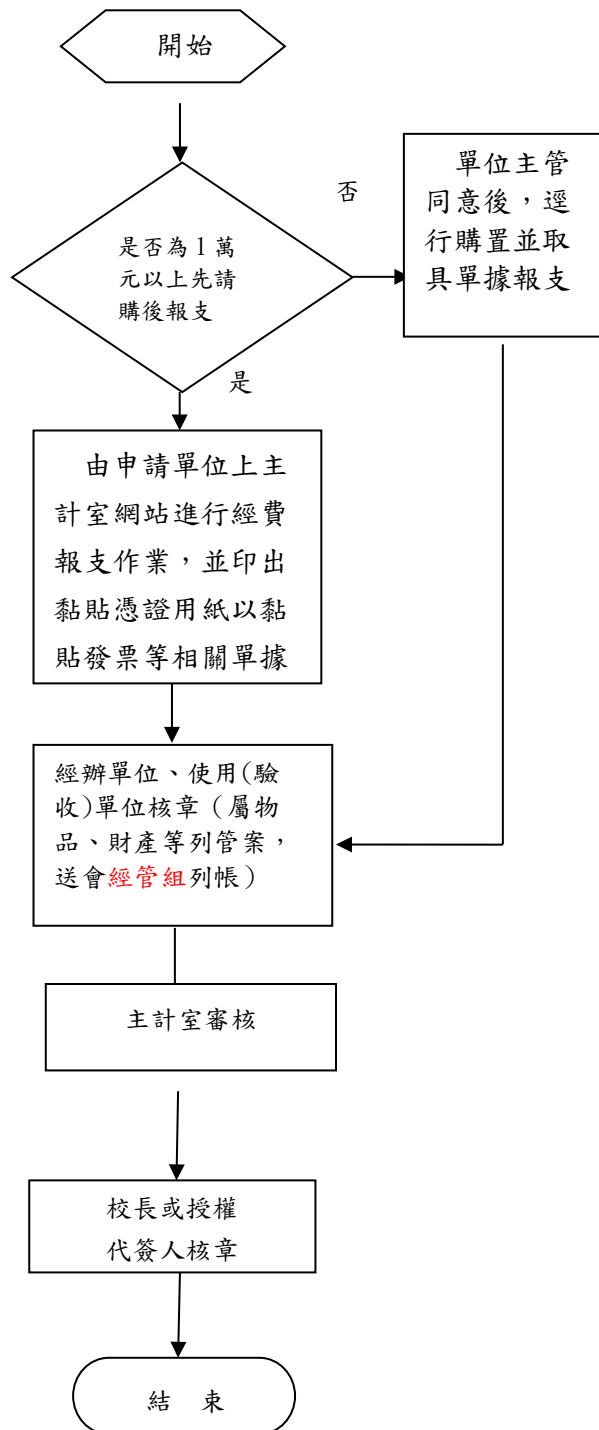 開始
單位主管
同意後，逕
行購置並取
具單據報支
否
是否為1萬
元以上先請
購後報支
是
由申請單位上主
計室網站進行經費
報支作業，並印出
黏貼憑證用紙以黏
貼發票等相關單據
經辦單位、使用(驗
收)單位核章（屬物
品、財產等列管案，
送會經管組列帳）
主計室審核
校長或授權
代簽人核章
結 束